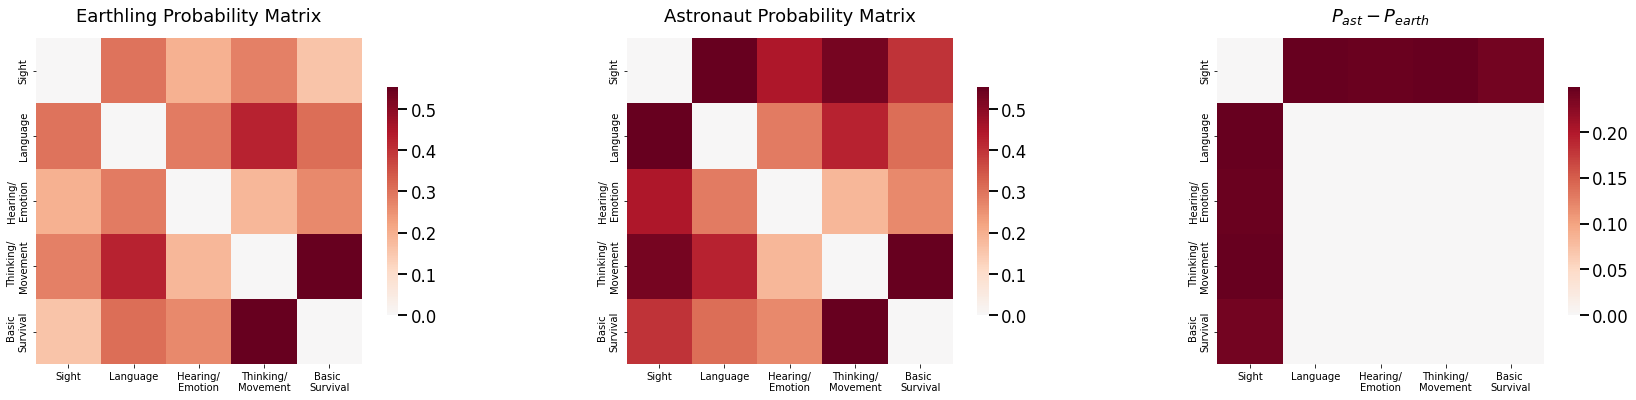 Earthling Probability Matrix
Sight
Language
Hearing/
Emotion
Thinking/
Movement
Basic
Survival
Sight
Language
Hearing/
Emotion
Thinking/
Movement
Basic
Survival
0.5
0.4
0.3
0.2
0.1
0.0
Astronaut Probability Matrix
Sight
Language
Hearing/
Emotion
Thinking/
Movement
Basic
Survival
Sight
Language
Hearing/
Emotion
Thinking/
Movement
Basic
Survival
0.5
0.4
0.3
0.2
0.1
0.0
P_ast − P_earth
Sight
Language
Hearing/
Emotion
Thinking/
Movement
Basic
Survival
Sight
Language
Hearing/
Emotion
Thinking/
Movement
Basic
Survival
0.20
0.15
0.10
0.05
0.00